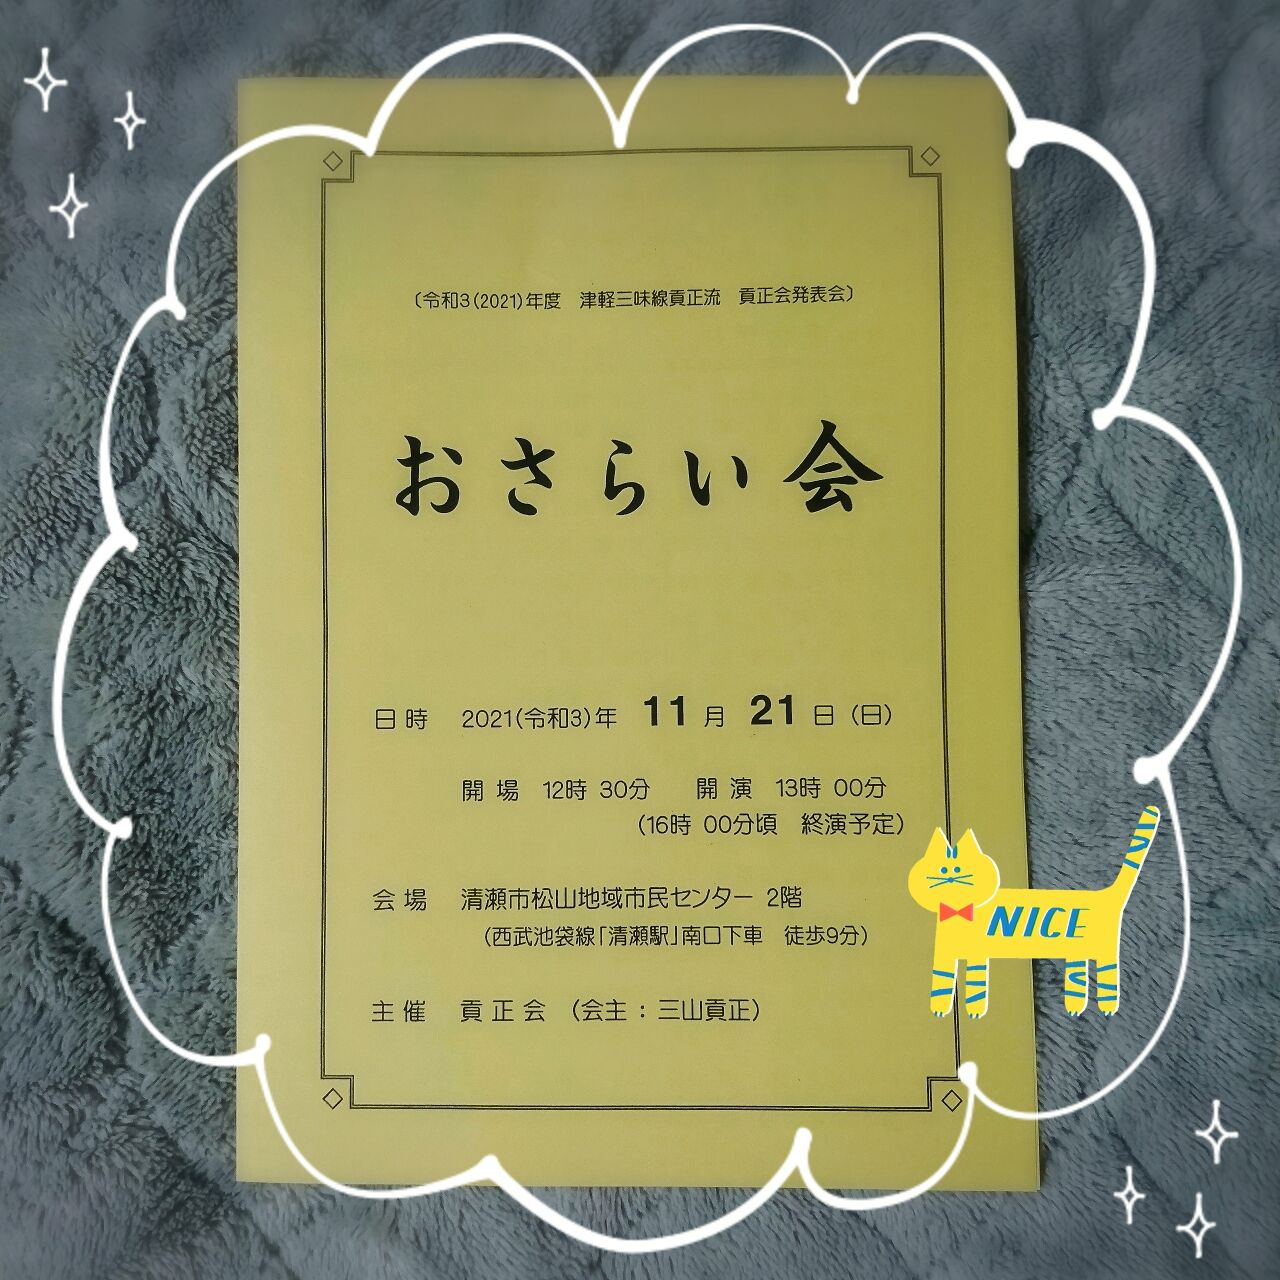 〔令和3(2021)年度　津軽三味線貢正流　貢正会発表会〕
おさらい会
日時　2021(令和3)年　11月　21日（日）
開場　12時 30分　　開演　13時 00分
（16時 00分頃　終演予定）
会場　清瀬市松山地域市民センター 2階
（西武池袋線「清瀬駅」南口下車　徒歩9分）
NICE
主催　貢正会　（会主：三山貢正）